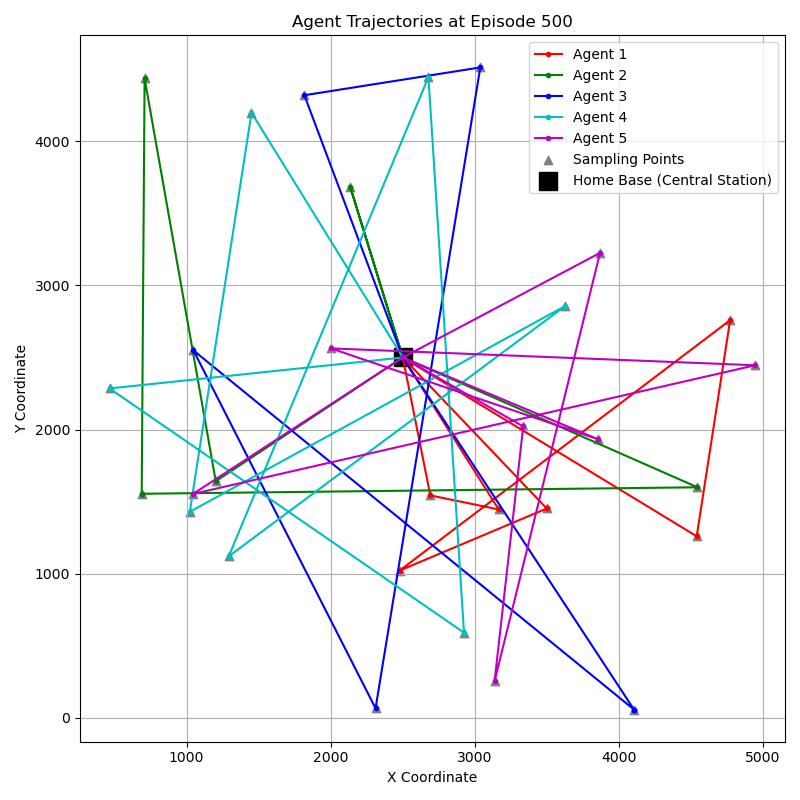 Agent Trajectories at Episode 500
Agent 1
Agent 2
Agent 3
Agent 4
Agent 5
Sampling Points
Home Base (Central Station)
Y Coordinate
4000
3000
2000
1000
0
1000 2000 3000 4000 5000
X Coordinate